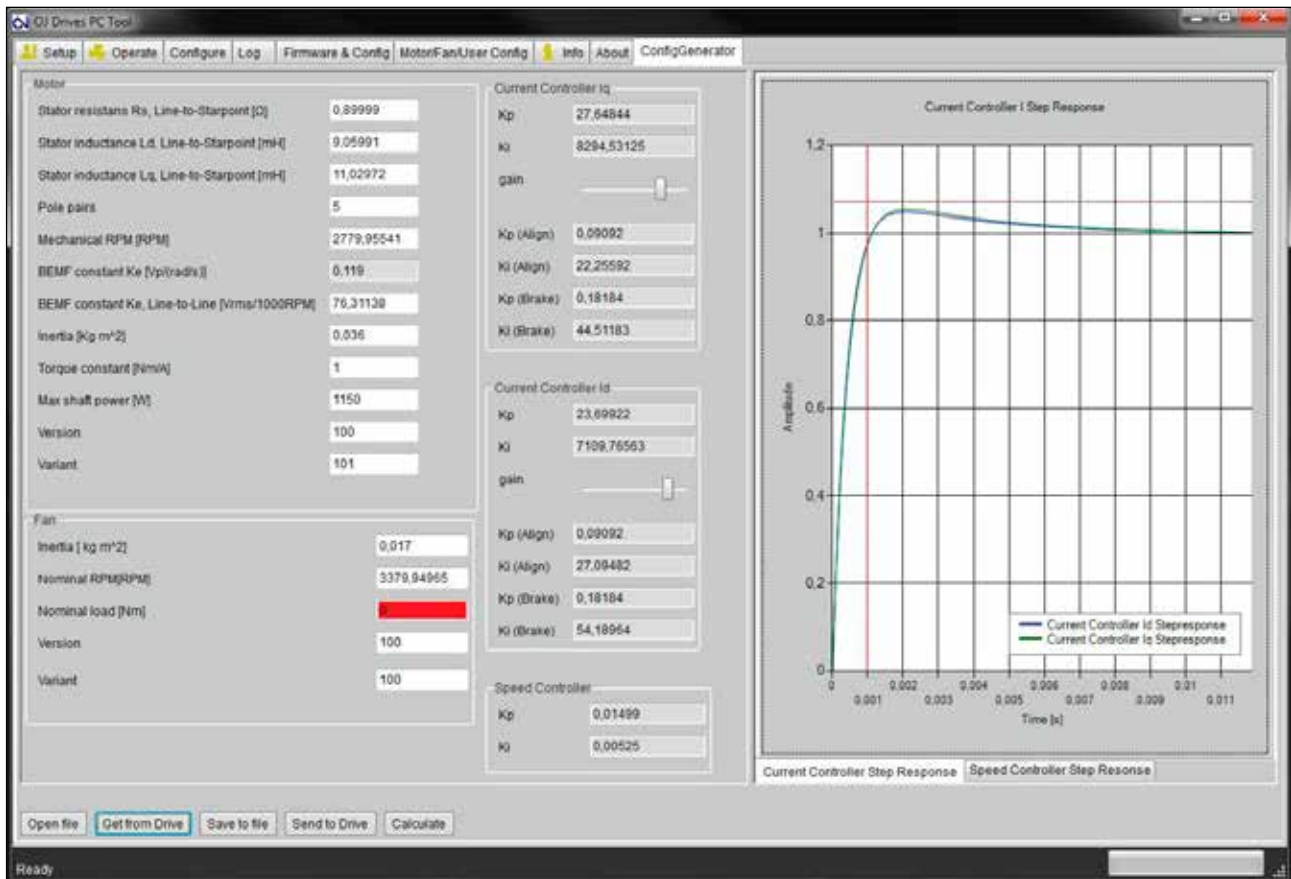 OJ Drives PC Tool
Setup Operate Configure Log Firmware & Config Motor/Fan/User Config Info About ConfigGenerator
Motor
Stator resistans Rs, Line-to-Starpoint [Ω] 0,89999
Stator inductance Ld, Line-to-Starpoint [mH] 9,05991
Stator inductance Lq, Line-to-Starpoint [mH] 11,02972
Pole pairs 5
Mechanical RPM [RPM] 2779,95541
BEMF constant Ke [Vp/(rad/s)] 0,119
BEMF constant Ke, Line-to-Line [Vrms/1000RPM] 76,31138
Inertia [Kg m^2] 0,036
Torque constant [Nm/A] 1
Max shaft power [W] 1150
Version 100
Variant 101
Fan
Inertia [ kg m^2] 0,017
Nominal RPM[RPM] 3379,94965
Nominal load [Nm] 0
Version 100
Variant 100
Current Controller Iq
Kp 27,64844
Ki 8294,53125
gain
Kp (Align) 0,09092
Ki (Align) 22,25592
Kp (Brake) 0,18184
Ki (Brake) 44,51183
Current Controller Id
Kp 23,69922
Ki 7109,76563
gain
Kp (Align) 0,09092
Ki (Align) 27,09482
Kp (Brake) 0,18184
Ki (Brake) 54,18964
Speed Controller
Kp 0,01499
Ki 0,00525
Current Controller I Step Response
1,2
1
0,8
0,6
0,4
0,2
0
Amplitude
Current Controller Id Stepresponse
Current Controller Iq Stepresponse
0 0,002 0,004 0,006 0,008 0,01
0,001 0,003 0,005 0,007 0,009 0,011
Time [s]
Current Controller Step Response Speed Controller Step Resonse
Open file Get from Drive Save to file Send to Drive Calculate
Ready